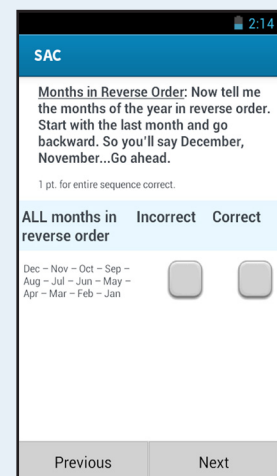 2:14
SAC
Months in Reverse Order: Now tell me
the months of the year in reverse order.
Start with the last month and go
backward. So you'll say December,
November...Go ahead.
1 pt. for entire sequence correct.
ALL months in Incorrect Correct
reverse order
Dec – Nov – Oct – Sep –
Aug – Jul – Jun – May –
Apr – Mar – Feb – Jan
Previous Next